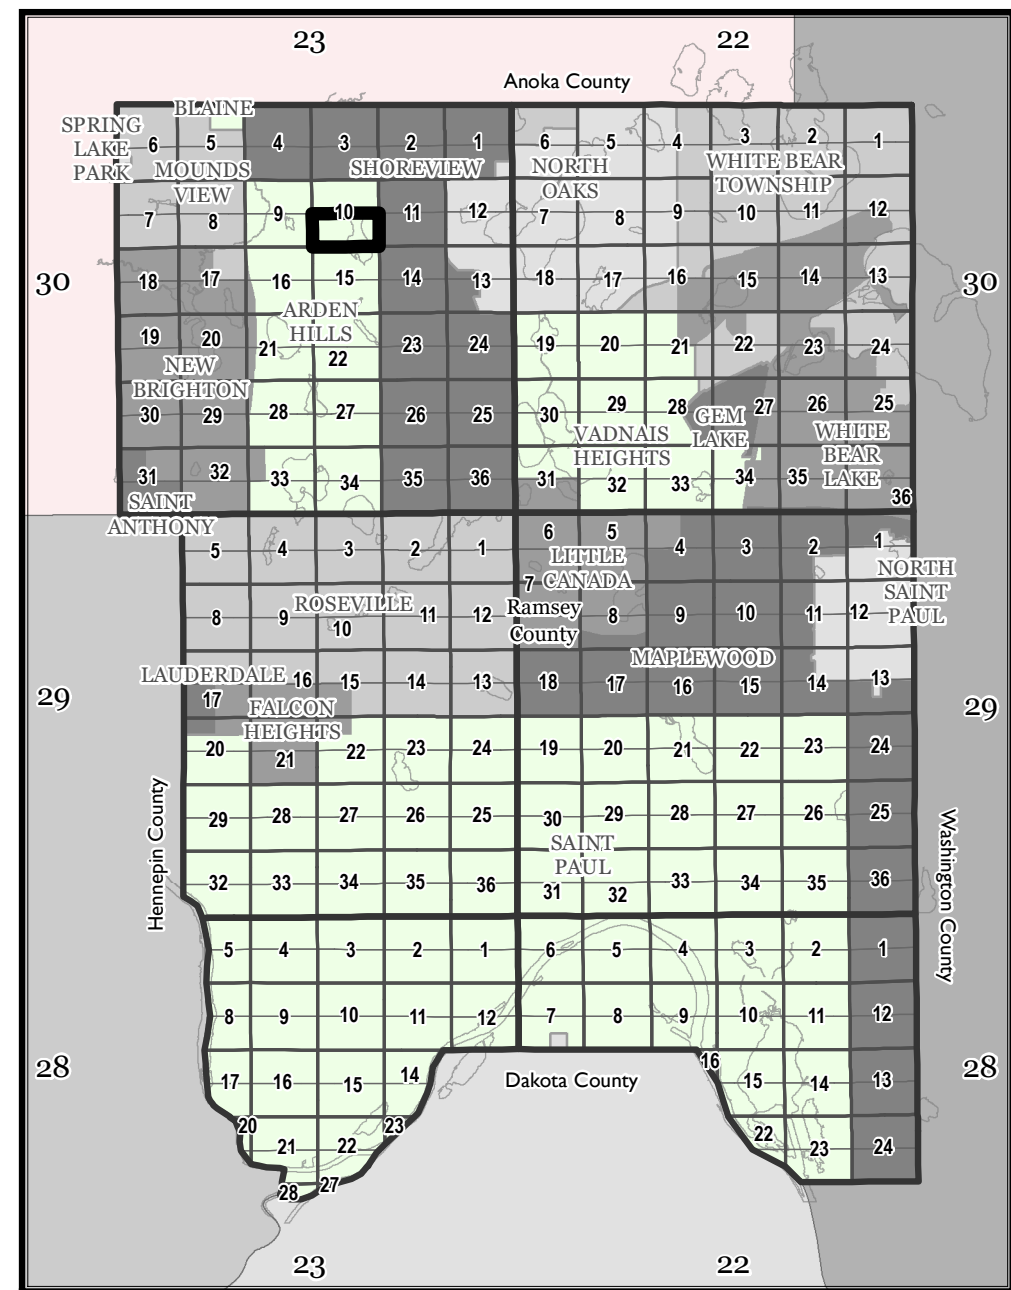 23 22
Anoka County
BLAINE
SPRING
LAKE
PARK
6 5 4 3 2 1 6 5 4 3 2 1
MOUNDS
VIEW
SHOREVIEW
NORTH
OAKS
WHITE BEAR
TOWNSHIP
7 8 9 10 11 12 7 8 9 10 11 12
30 18 17 16 15 14 13 18 17 16 15 14 13 30
ARDEN
HILLS
19 20 21 22 23 24 19 20 21 22 23 24
NEW
BRIGHTON
30 29 28 27 26 25 30 29 28 27 26 25
GEM
LAKE
VADNAIS
HEIGHTS
WHITE
BEAR
LAKE
31 32 33 34 35 36 31 32 33 34 35 36
SAINT
ANTHONY
5 4 3 2 1 6 5 4 3 2 1
LITTLE
CANADA
NORTH
SAINT
PAUL
ROSEVILLE
8 9 10 11 12 7 8 9 10 11 12
Ramsey
County
MAPLEWOOD
LAUDERDALE
29 17 16 15 14 13 18 17 16 15 14 13 29
FALCON
HEIGHTS
20 21 22 23 24 19 20 21 22 23 24
29 28 27 26 25 30 29 28 27 26 25
Hennepin County
Washington County
SAINT
PAUL
32 33 34 35 36 31 32 33 34 35 36
5 4 3 2 1 6 5 4 3 2 1
8 9 10 11 12 7 8 9 10 11 12
28 17 16 15 14 16 15 14 13 28
Dakota County
20 21 22 23 22 23 24
28 27
23 22